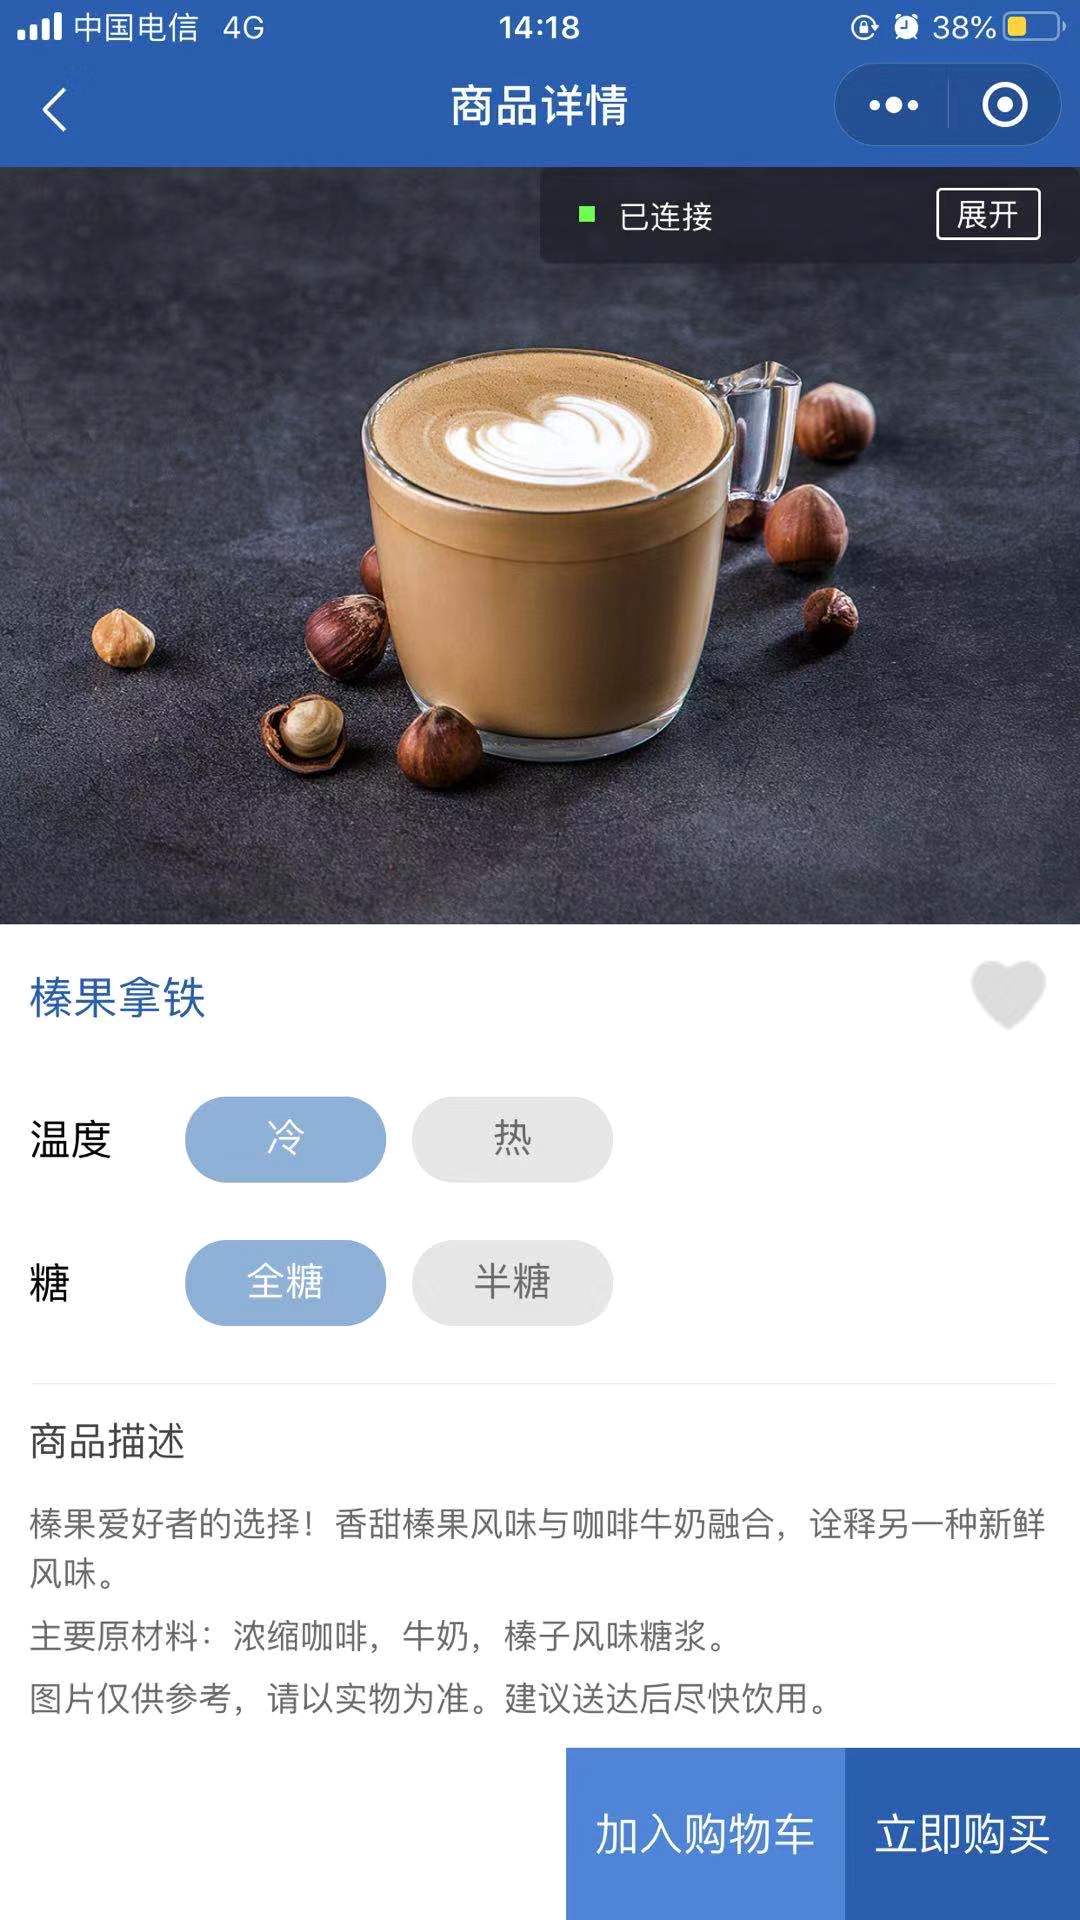 中国电信 4G 14:18 38%
商品详情
已连接 展开
榛果拿铁
温度 冷 热
糖 全糖 半糖
商品描述
榛果爱好者的选择！香甜榛果风味与咖啡牛奶融合，诠释另一种新鲜
风味。
主要原材料：浓缩咖啡，牛奶，榛子风味糖浆。
图片仅供参考，请以实物为准。建议送达后尽快饮用。
加入购物车 立即购买